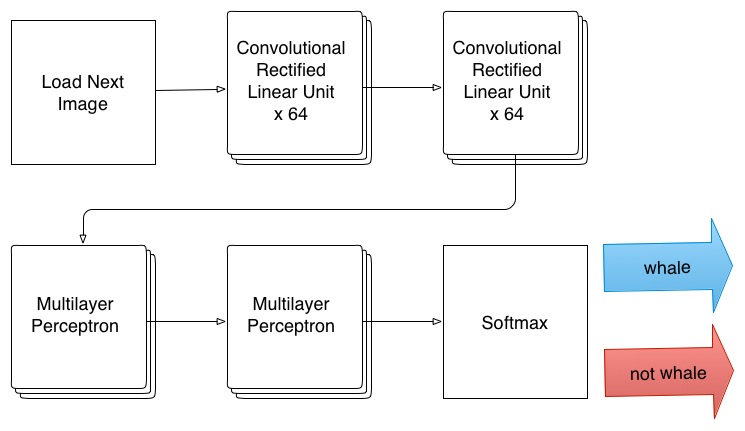 Load Next
Image
Convolutional
Rectified
Linear Unit
x 64
Convolutional
Rectified
Linear Unit
x 64
Multilayer
Perceptron
Multilayer
Perceptron
Softmax
whale
not whale